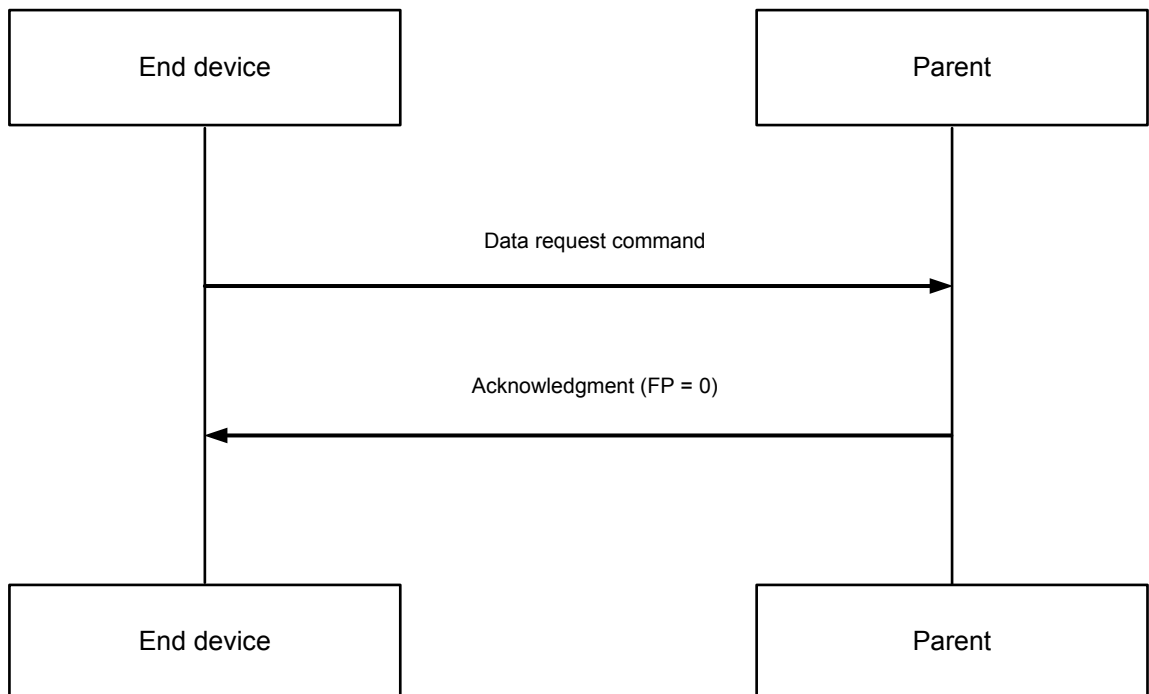 End device
Parent
Data request command
Acknowledgment (FP = 0)
End device
Parent